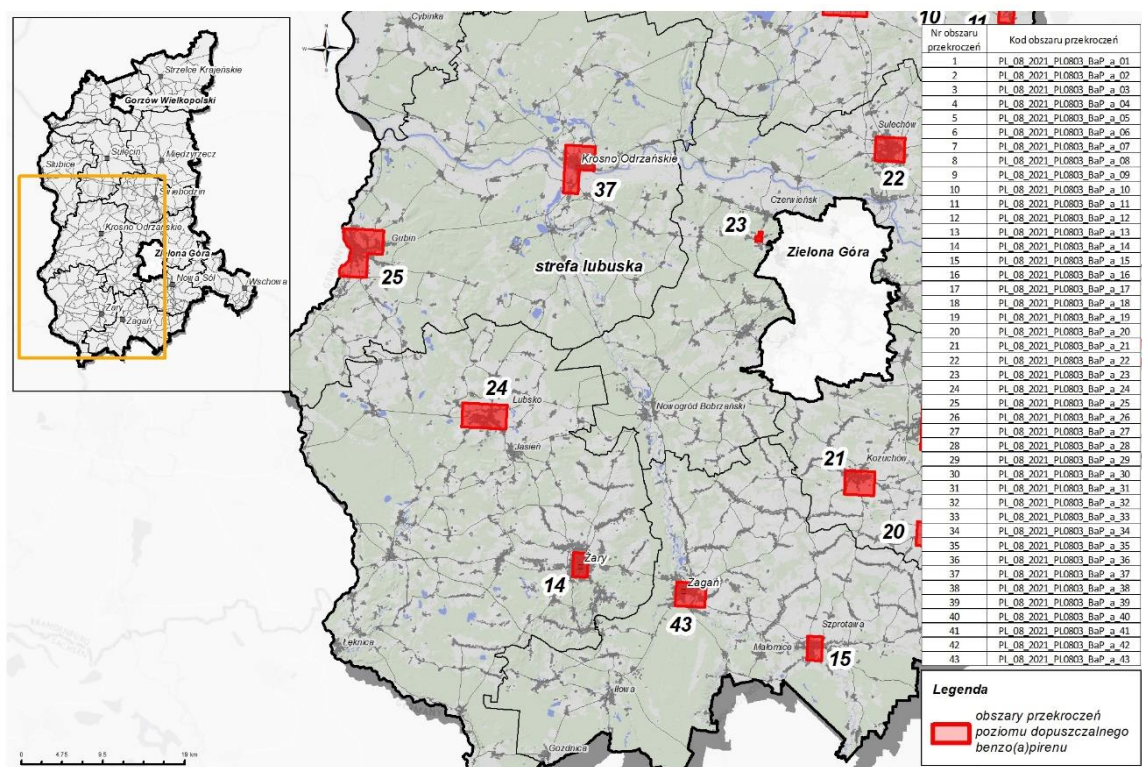 Strzelce Krajeńskie
Gorzów Wielkopolski
Sulęcin
Międzyrzecz
Słubice
Świebodzin
Krosno Odrzańskie
Zielona Góra
Nowa Sól
Wschowa
Żary
Żagań
Cybinka
10
11
Sulechów
22
Krosno Odrzańskie
37
Czerwieńsk
23
Zielona Góra
Gubin
25
strefa lubuska
24
Lubsko
Jasień
Nowogród Bobrzański
21
Kożuchów
20
Żary
14
Żagań
43
Szprotawa
Małomice
15
Łęknica
Iłowa
Gozdnica
0 4.75 9.5 19 km
Nr obszaru przekroczeń Kod obszaru przekroczeń
1 PL_08_2021_PL0803_BaP_a_01
2 PL_08_2021_PL0803_BaP_a_02
3 PL_08_2021_PL0803_BaP_a_03
4 PL_08_2021_PL0803_BaP_a_04
5 PL_08_2021_PL0803_BaP_a_05
6 PL_08_2021_PL0803_BaP_a_06
7 PL_08_2021_PL0803_BaP_a_07
8 PL_08_2021_PL0803_BaP_a_08
9 PL_08_2021_PL0803_BaP_a_09
10 PL_08_2021_PL0803_BaP_a_10
11 PL_08_2021_PL0803_BaP_a_11
12 PL_08_2021_PL0803_BaP_a_12
13 PL_08_2021_PL0803_BaP_a_13
14 PL_08_2021_PL0803_BaP_a_14
15 PL_08_2021_PL0803_BaP_a_15
16 PL_08_2021_PL0803_BaP_a_16
17 PL_08_2021_PL0803_BaP_a_17
18 PL_08_2021_PL0803_BaP_a_18
19 PL_08_2021_PL0803_BaP_a_19
20 PL_08_2021_PL0803_BaP_a_20
21 PL_08_2021_PL0803_BaP_a_21
22 PL_08_2021_PL0803_BaP_a_22
23 PL_08_2021_PL0803_BaP_a_23
24 PL_08_2021_PL0803_BaP_a_24
25 PL_08_2021_PL0803_BaP_a_25
26 PL_08_2021_PL0803_BaP_a_26
27 PL_08_2021_PL0803_BaP_a_27
28 PL_08_2021_PL0803_BaP_a_28
29 PL_08_2021_PL0803_BaP_a_29
30 PL_08_2021_PL0803_BaP_a_30
31 PL_08_2021_PL0803_BaP_a_31
32 PL_08_2021_PL0803_BaP_a_32
33 PL_08_2021_PL0803_BaP_a_33
34 PL_08_2021_PL0803_BaP_a_34
35 PL_08_2021_PL0803_BaP_a_35
36 PL_08_2021_PL0803_BaP_a_36
37 PL_08_2021_PL0803_BaP_a_37
38 PL_08_2021_PL0803_BaP_a_38
39 PL_08_2021_PL0803_BaP_a_39
40 PL_08_2021_PL0803_BaP_a_40
41 PL_08_2021_PL0803_BaP_a_41
42 PL_08_2021_PL0803_BaP_a_42
43 PL_08_2021_PL0803_BaP_a_43
Legenda
obszary przekroczeń
poziomu dopuszczalnego
benzo(a)pirenu